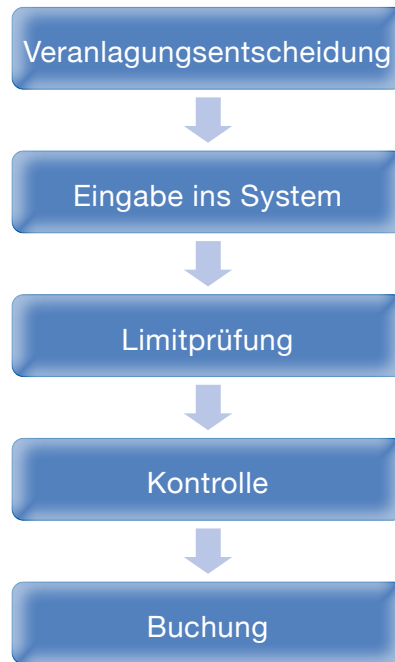 Veranlagungsentscheidung
Eingabe ins System
Limitprüfung
Kontrolle
Buchung